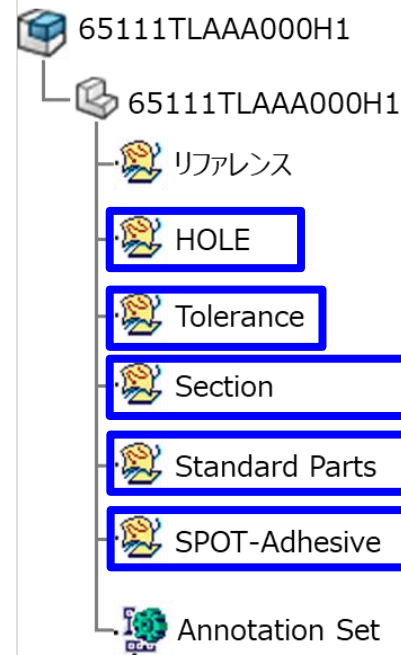 65111TLAAA000H1
65111TLAAA000H1
リファレンス
HOLE
Tolerance
Section
Standard Parts
SPOT-Adhesive
Annotation Set